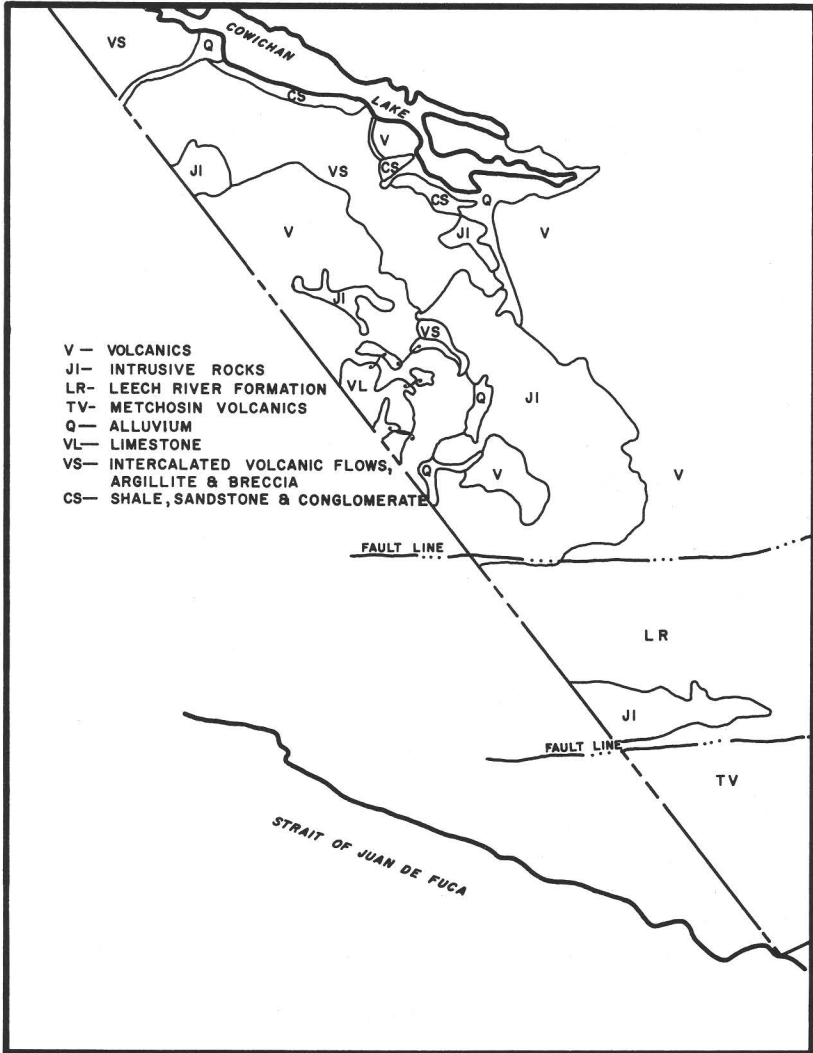 VS
Q
COWICHAN
LAKE
CS
V
CS
JI
VS
CS
Q
V
JI
V
JI
VS
V — VOLCANICS
JI— INTRUSIVE ROCKS
LR- LEECH RIVER FORMATION
TV- METCHOSIN VOLCANICS
Q — ALLUVIUM
VL— LIMESTONE
VS— INTERCALATED VOLCANIC FLOWS,
ARGILLITE & BRECCIA
CS— SHALE, SANDSTONE & CONGLOMERATE
VL
Q
JI
Q
V
V
FAULT LINE
LR
JI
FAULT LINE
TV
STRAIT OF JUAN DE FUCA